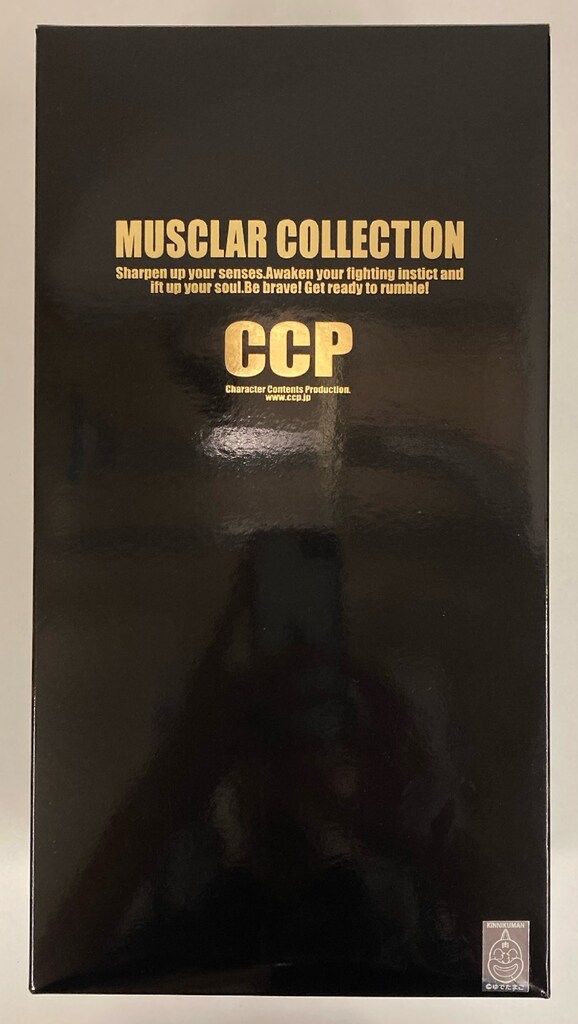 MUSCLAR COLLECTION
Sharpen up your senses.Awaken your fighting instict and
ift up your soul.Be brave! Get ready to rumble!
CCP
Character Contents Production.
www.ccp.jp
KINNIKUMAN
肉
©ゆでたまご